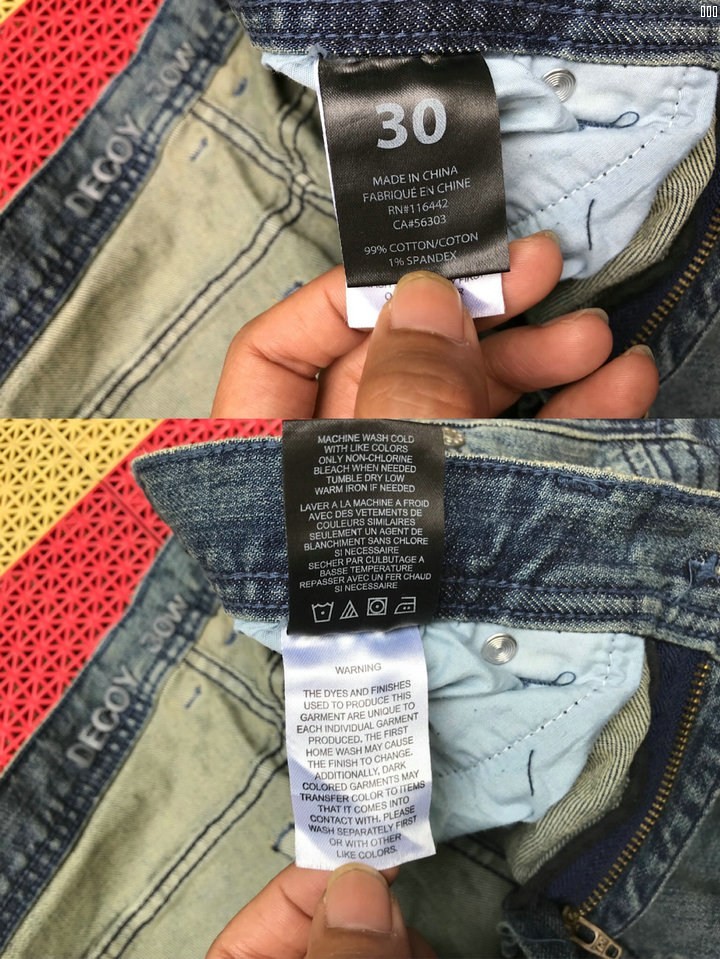 DECOY 30W
30
MADE IN CHINA
FABRIQUÉ EN CHINE
RN#116442
CA#56303
99% COTTON/COTON
1% SPANDEX
DECOY 30W
MACHINE WASH COLD
WITH LIKE COLORS
ONLY NON-CHLORINE
BLEACH WHEN NEEDED
TUMBLE DRY LOW
WARM IRON IF NEEDED
LAVER A LA MACHINE A FROID
AVEC DES VETEMENTS DE
COULEURS SIMILAIRES
SEULEMENT UN AGENT DE
BLANCHIMENT SANS CHLORE
SI NECESSAIRE
SECHER PAR CULBUTAGE A
BASSE TEMPERATURE
REPASSER AVEC UN FER CHAUD
SI NECESSAIRE
WARNING
THE DYES AND FINISHES
USED TO PRODUCE THIS
GARMENT ARE UNIQUE TO
EACH INDIVIDUAL GARMENT
PRODUCED. THE FIRST
HOME WASH MAY CAUSE
THE FINISH TO CHANGE.
ADDITIONALLY, DARK
COLORED GARMENTS MAY
TRANSFER COLOR TO ITEMS
THAT IT COMES INTO
CONTACT WITH, PLEASE
WASH SEPARATELY FIRST
OR WITH OTHER
LIKE COLORS.